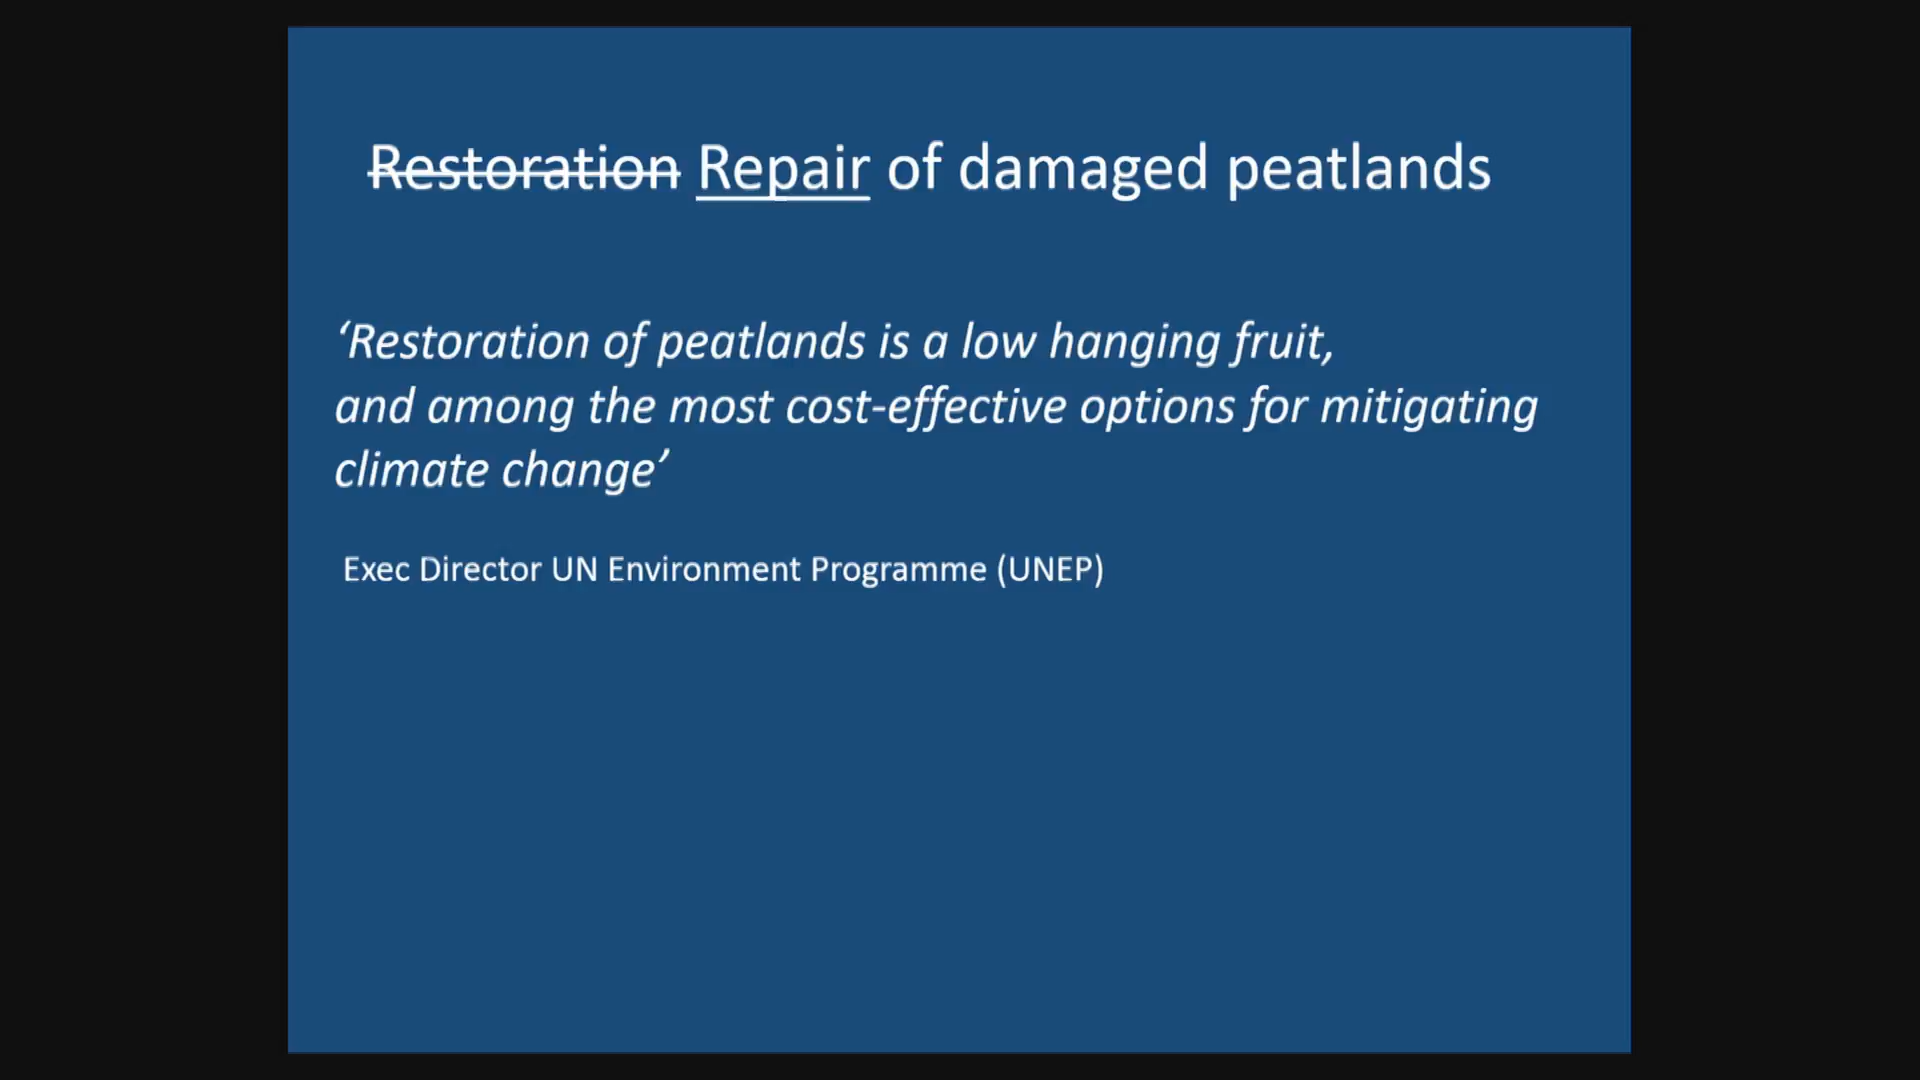 Restoration Repair of damaged peatlands
‘Restoration of peatlands is a low hanging fruit,
and among the most cost-effective options for mitigating
climate change’
Exec Director UN Environment Programme (UNEP)